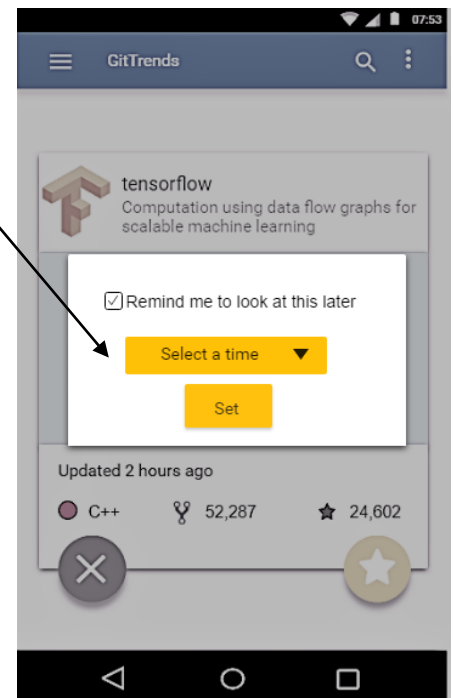 07:53
GitTrends
tensorflow
Computation using data flow graphs for
scalable machine learning
Remind me to look at this later
Select a time
Set
Updated 2 hours ago
C++ 52,287 24,602